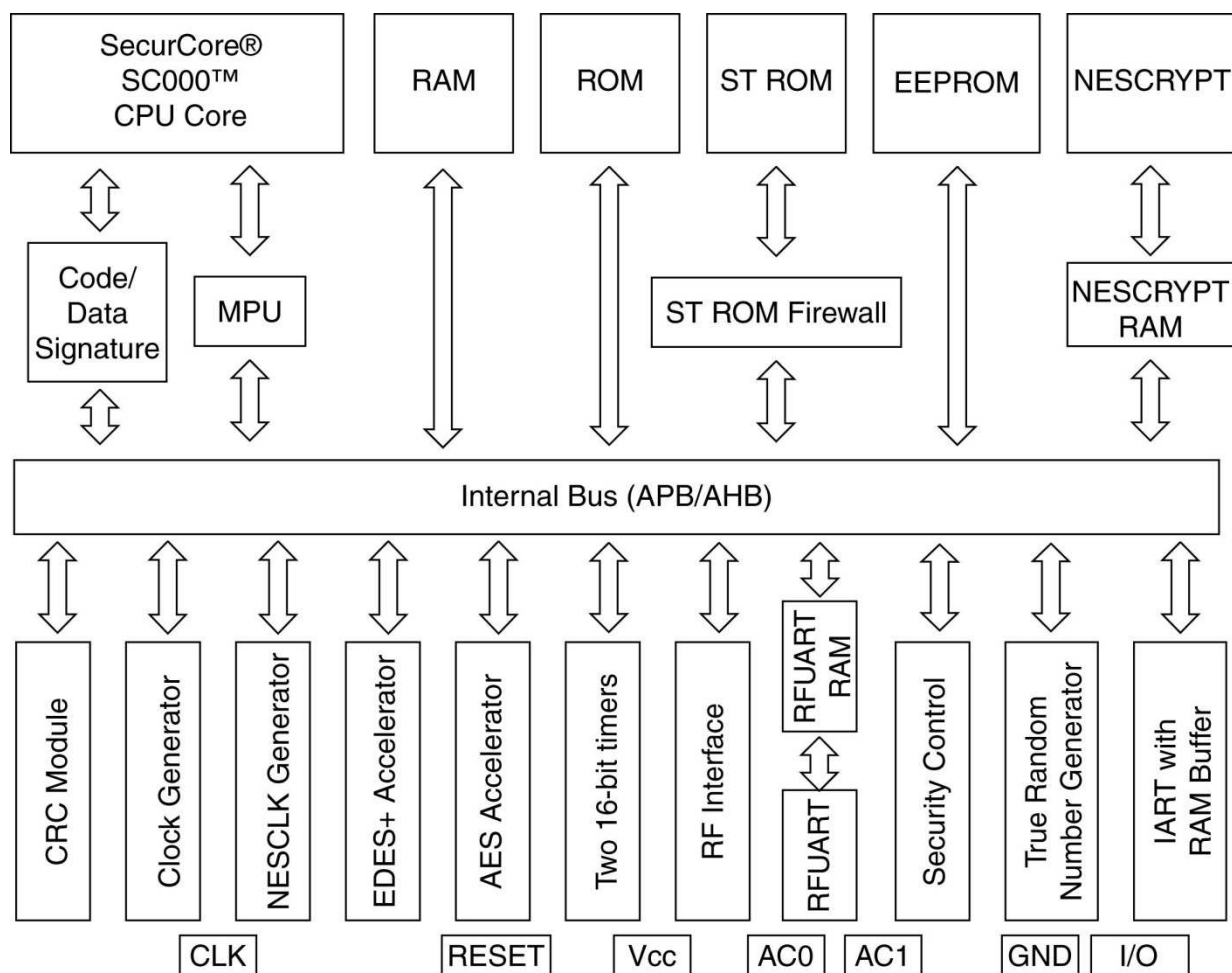 SecurCore®
SC000™
CPU Core
RAM
ROM
ST ROM
EEPROM
NESCRYPT
Code/
Data
Signature
MPU
ST ROM Firewall
NESCRYPT
RAM
Internal Bus (APB/AHB)
CRC Module
Clock Generator
NESCLK Generator
EDES+ Accelerator
AES Accelerator
Two 16-bit timers
RF Interface
RFUART
RAM
RFUART
Security Control
True Random
Number Generator
IART with
RAM Buffer
CLK
RESET
Vcc
AC0
AC1
GND
I/O